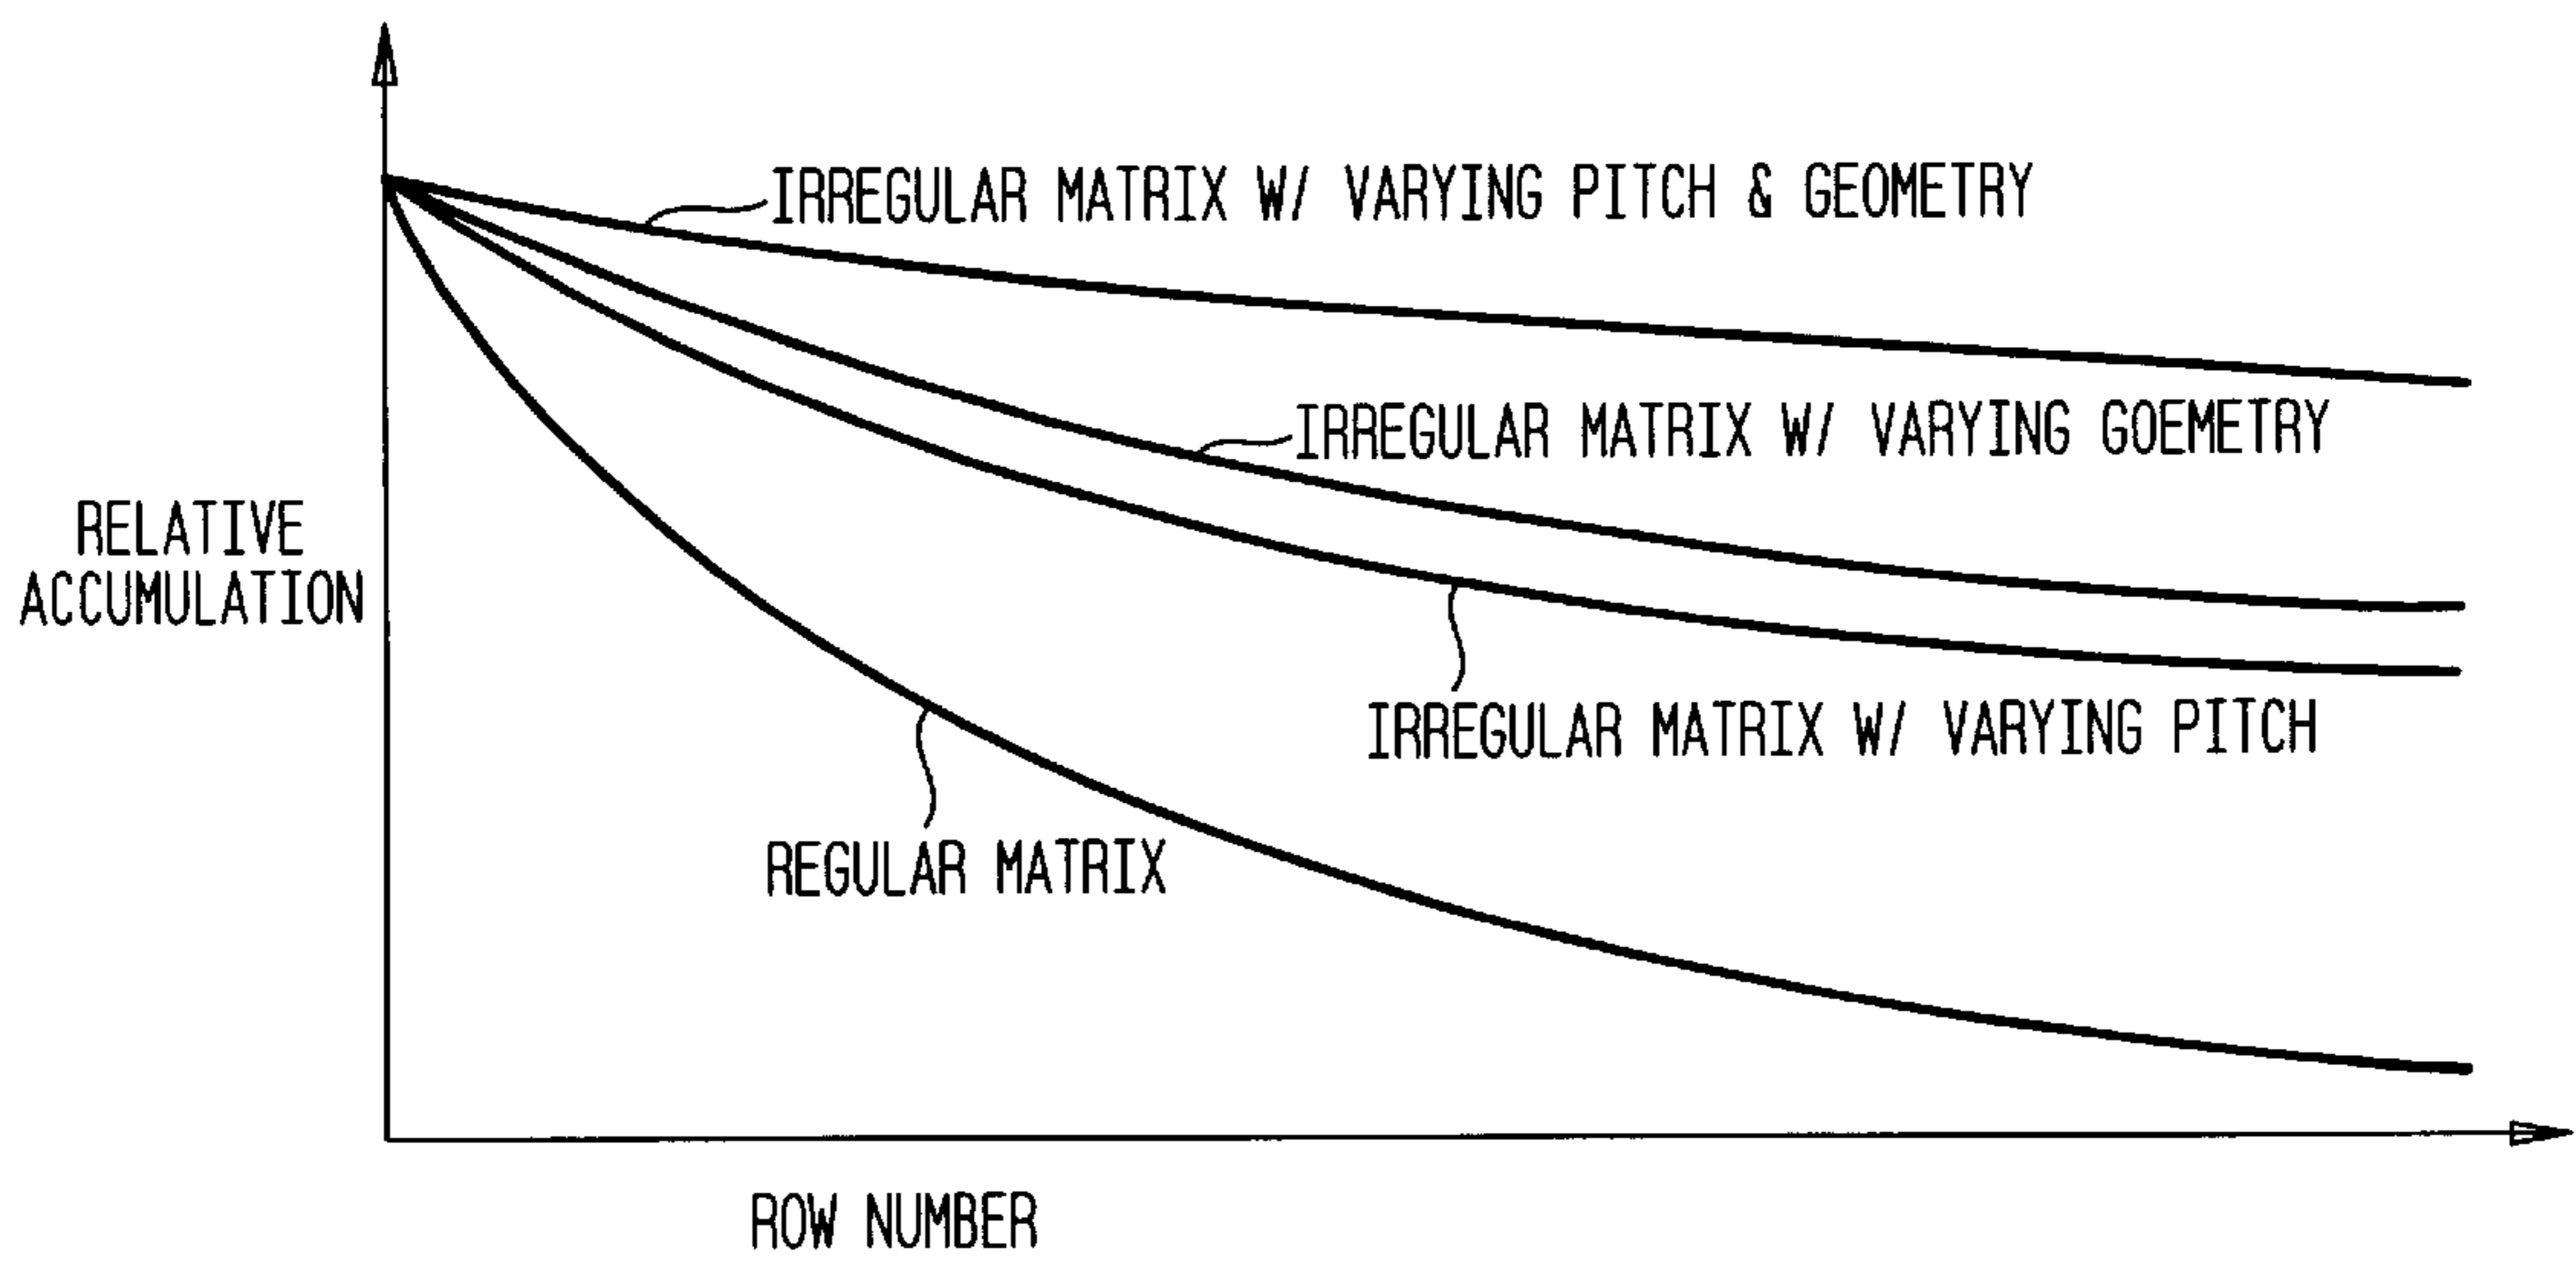 IRREGULAR MATRIX W/ VARYING PITCH & GEOMETRY
IRREGULAR MATRIX W/ VARYING GOEMETRY
RELATIVE
ACCUMULATION
IRREGULAR MATRIX W/ VARYING PITCH
REGULAR MATRIX
ROW NUMBER